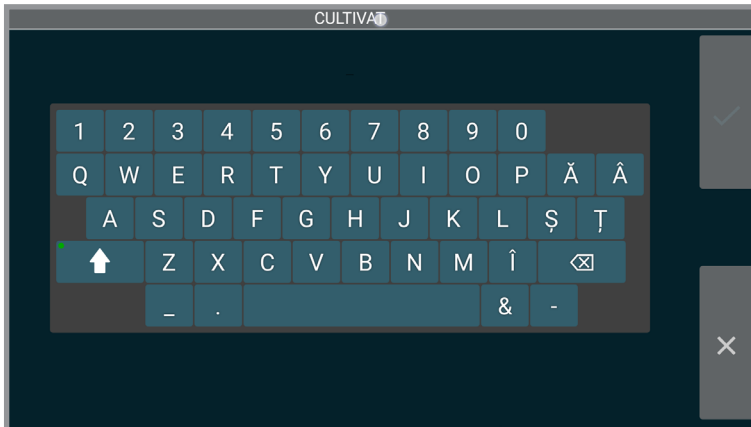 CULTIVAT
1 2 3 4 5 6 7 8 9 0
Q W E R T Y U I O P Ă Â
A S D F G H J K L Ș Ț
Z X C V B N M Î
_ . & -